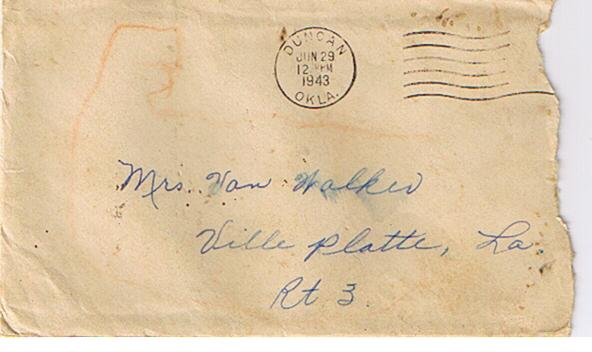 DUNCAN
JUN 29
12 PM
1943
OKLA.
Mrs. Van Walker
Ville Platte, La.
Rt 3.